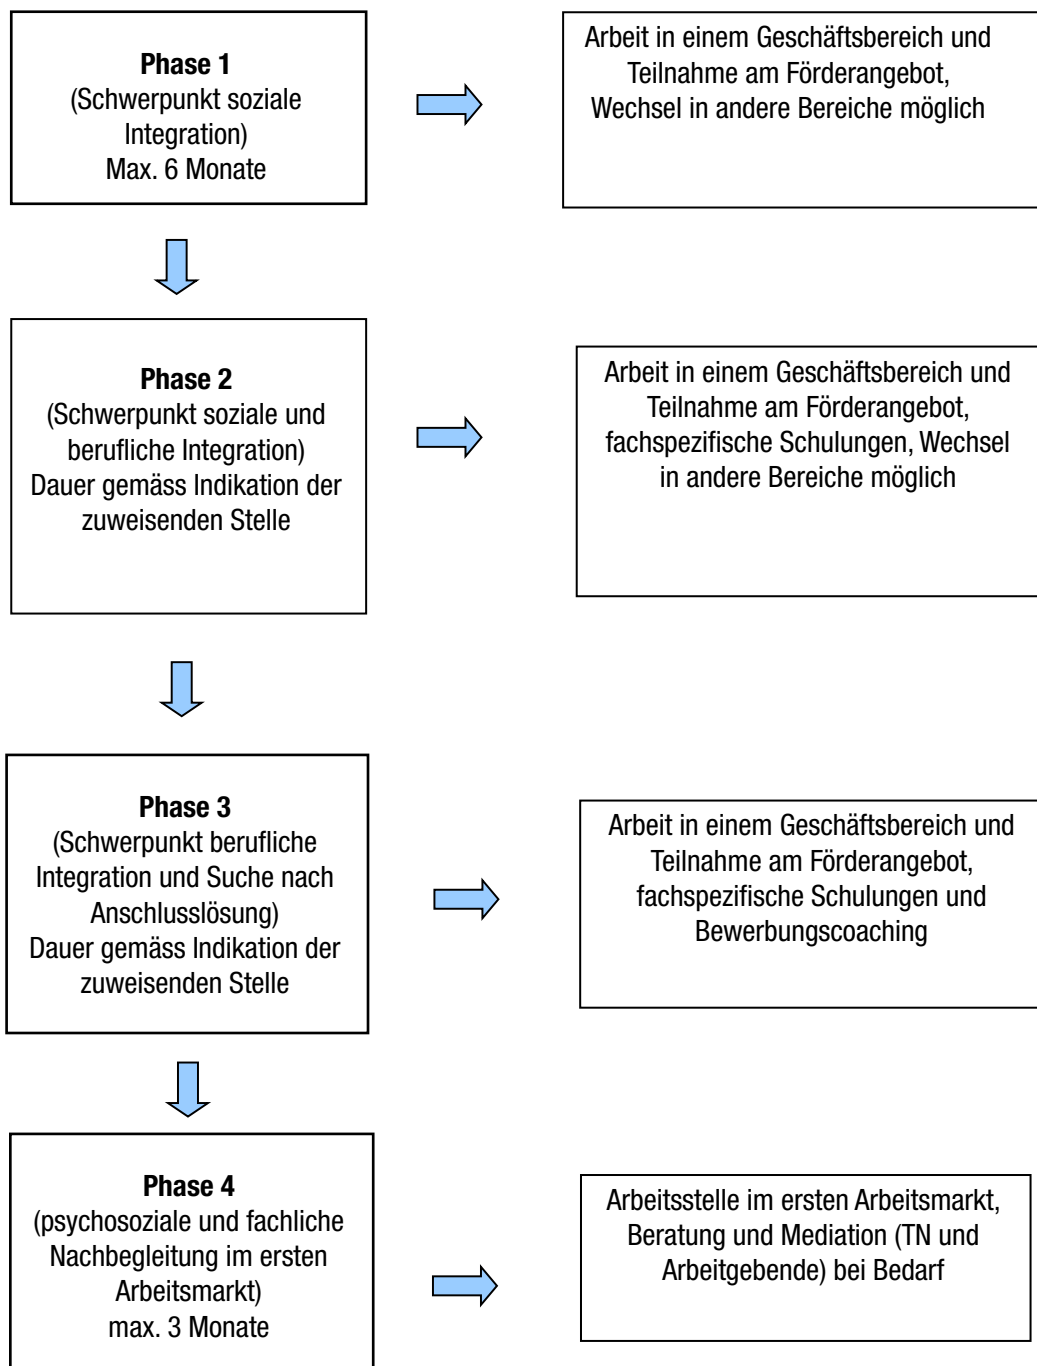 Phase 1
(Schwerpunkt soziale
Integration)
Max. 6 Monate
Arbeit in einem Geschäftsbereich und
Teilnahme am Förderangebot,
Wechsel in andere Bereiche möglich
Phase 2
(Schwerpunkt soziale und
berufliche Integration)
Dauer gemäss Indikation der
zuweisenden Stelle
Arbeit in einem Geschäftsbereich und
Teilnahme am Förderangebot,
fachspezifische Schulungen, Wechsel
in andere Bereiche möglich
Phase 3
(Schwerpunkt berufliche
Integration und Suche nach
Anschlusslösung)
Dauer gemäss Indikation der
zuweisenden Stelle
Arbeit in einem Geschäftsbereich und
Teilnahme am Förderangebot,
fachspezifische Schulungen und
Bewerbungscoaching
Phase 4
(psychosoziale und fachliche
Nachbegleitung im ersten
Arbeitsmarkt)
max. 3 Monate
Arbeitsstelle im ersten Arbeitsmarkt,
Beratung und Mediation (TN und
Arbeitgebende) bei Bedarf